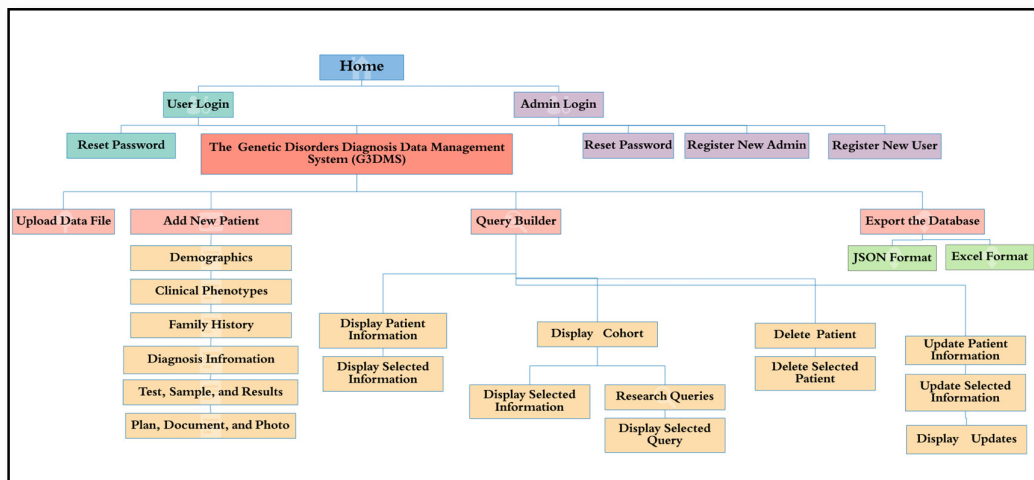 Home
User Login
Admin Login
Reset Password
The Genetic Disorders Diagnosis Data Management
System (G3DMS)
Reset Password
Register New Admin
Register New User
Upload Data File
Add New Patient
Query Builder
Export the Database
JSON Format
Excel Format
Demographics
Clinical Phenotypes
Family History
Diagnosis Infromation
Test, Sample, and Results
Plan, Document, and Photo
Display Patient
Information
Display Selected
Information
Display Cohort
Display Selected
Information
Research Queries
Display Selected
Query
Delete Patient
Delete Selected
Patient
Update Patient
Information
Update Selected
Information
Display Updates